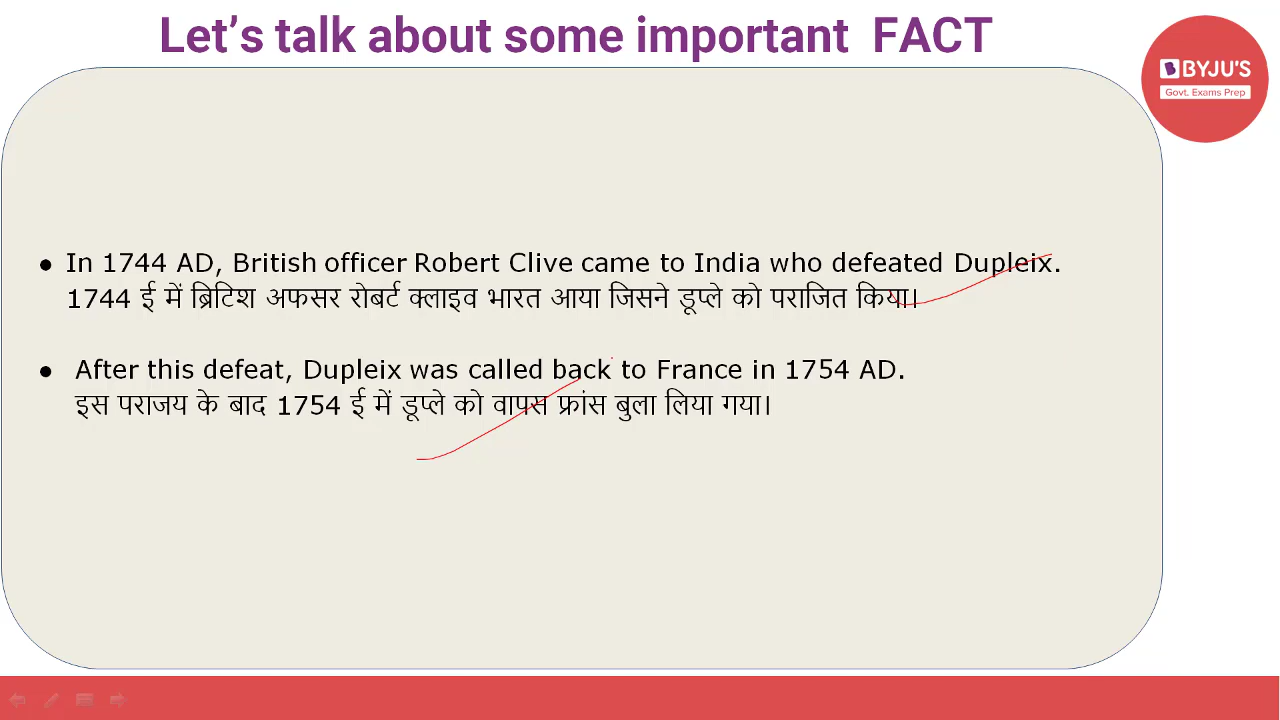 Let's talk about some important FACT
BYJU'S
Govt. Exams Prep
● In 1744 AD, British officer Robert Clive came to India who defeated Dupleix.
1744 ई में ब्रिटिश अफसर रोबर्ट क्लाइव भारत आया जिसने डूप्ले को पराजित किया।
● After this defeat, Dupleix was called back to France in 1754 AD.
इस पराजय के बाद 1754 ई में डूप्ले को वापस फ्रांस बुला लिया गया।